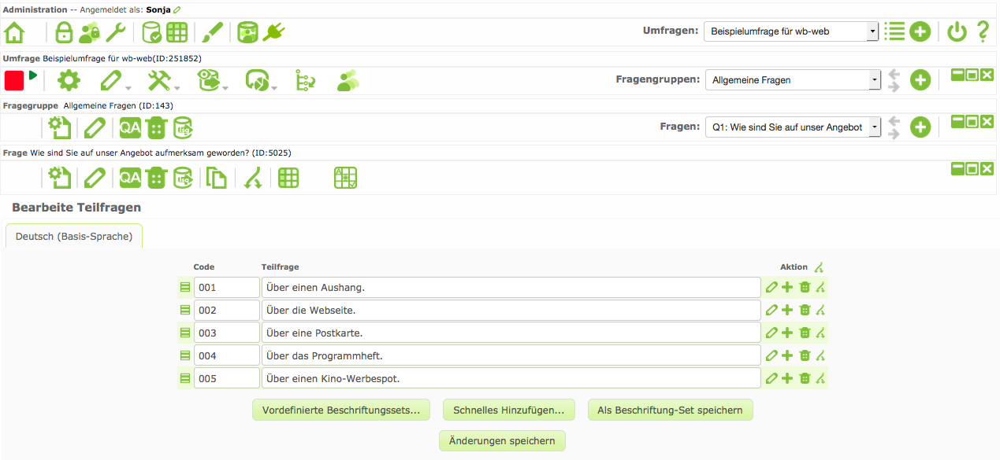 Administration -- Angemeldet als: Sonja
Umfragen: Beispielumfrage für wb-web
Umfrage Beispielumfrage für wb-web(ID:251852)
Fragengruppen: Allgemeine Fragen
Fragegruppe Allgemeine Fragen (ID:143)
QA
Fragen: Q1: Wie sind Sie auf unser Angebot
Frage Wie sind Sie auf unser Angebot aufmerksam geworden? (ID:5025)
QA
Bearbeite Teilfragen
Deutsch (Basis-Sprache)
Code Teilfrage Aktion
001 Über einen Aushang.
002 Über die Webseite.
003 Über eine Postkarte.
004 Über das Programmheft.
005 Über einen Kino-Werbespot.
Vordefinierte Beschriftungssets... Schnelles Hinzufügen... Als Beschriftung-Set speichern
Änderungen speichern